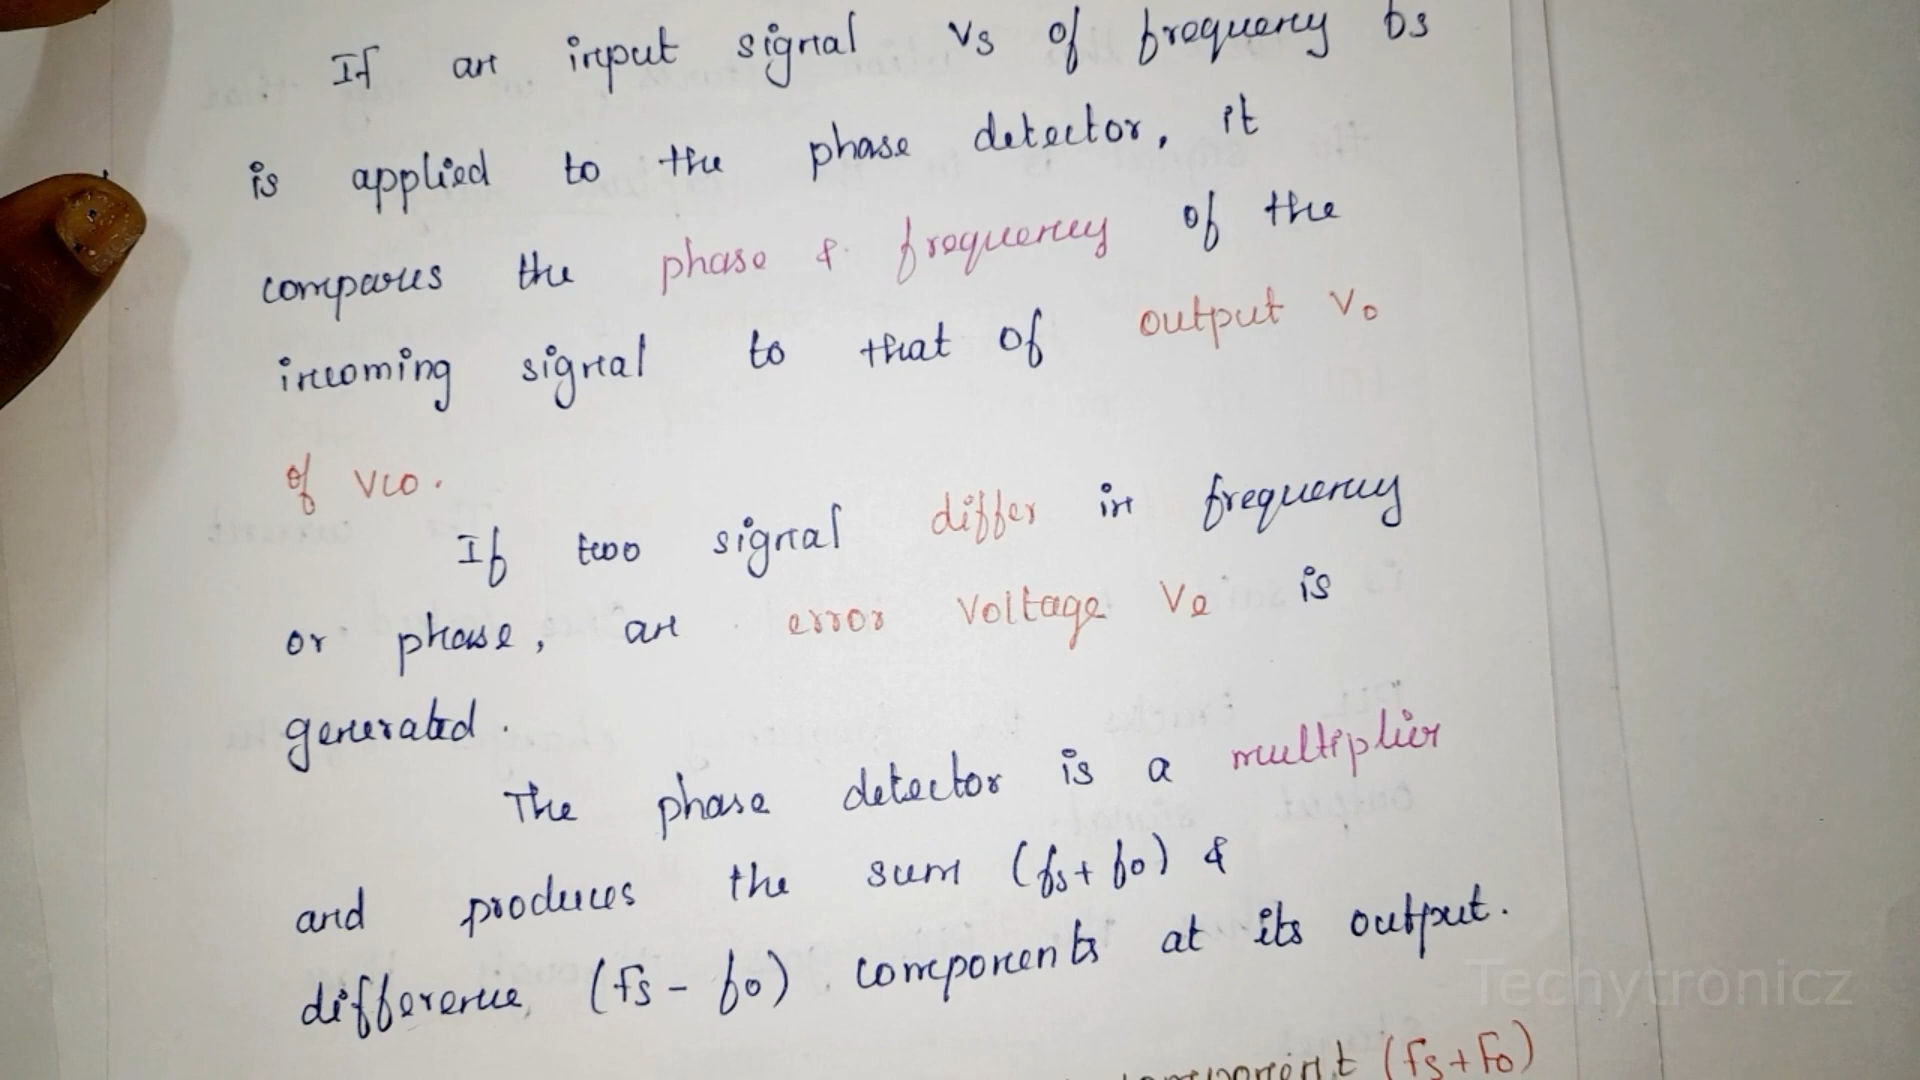 If an input signal Vs of frequency fs
is applied to the phase detector, it
compares the phase & frequency of the
incoming signal to that of output Vo
of VCO.
If two signal differ in frequency
or phase, an error voltage Ve is
generated.
The phase detector is a multiplier
and produces the sum (fs + fo) &
difference (fs - fo) components at its output.
Techytronicz
component (fs + fo)